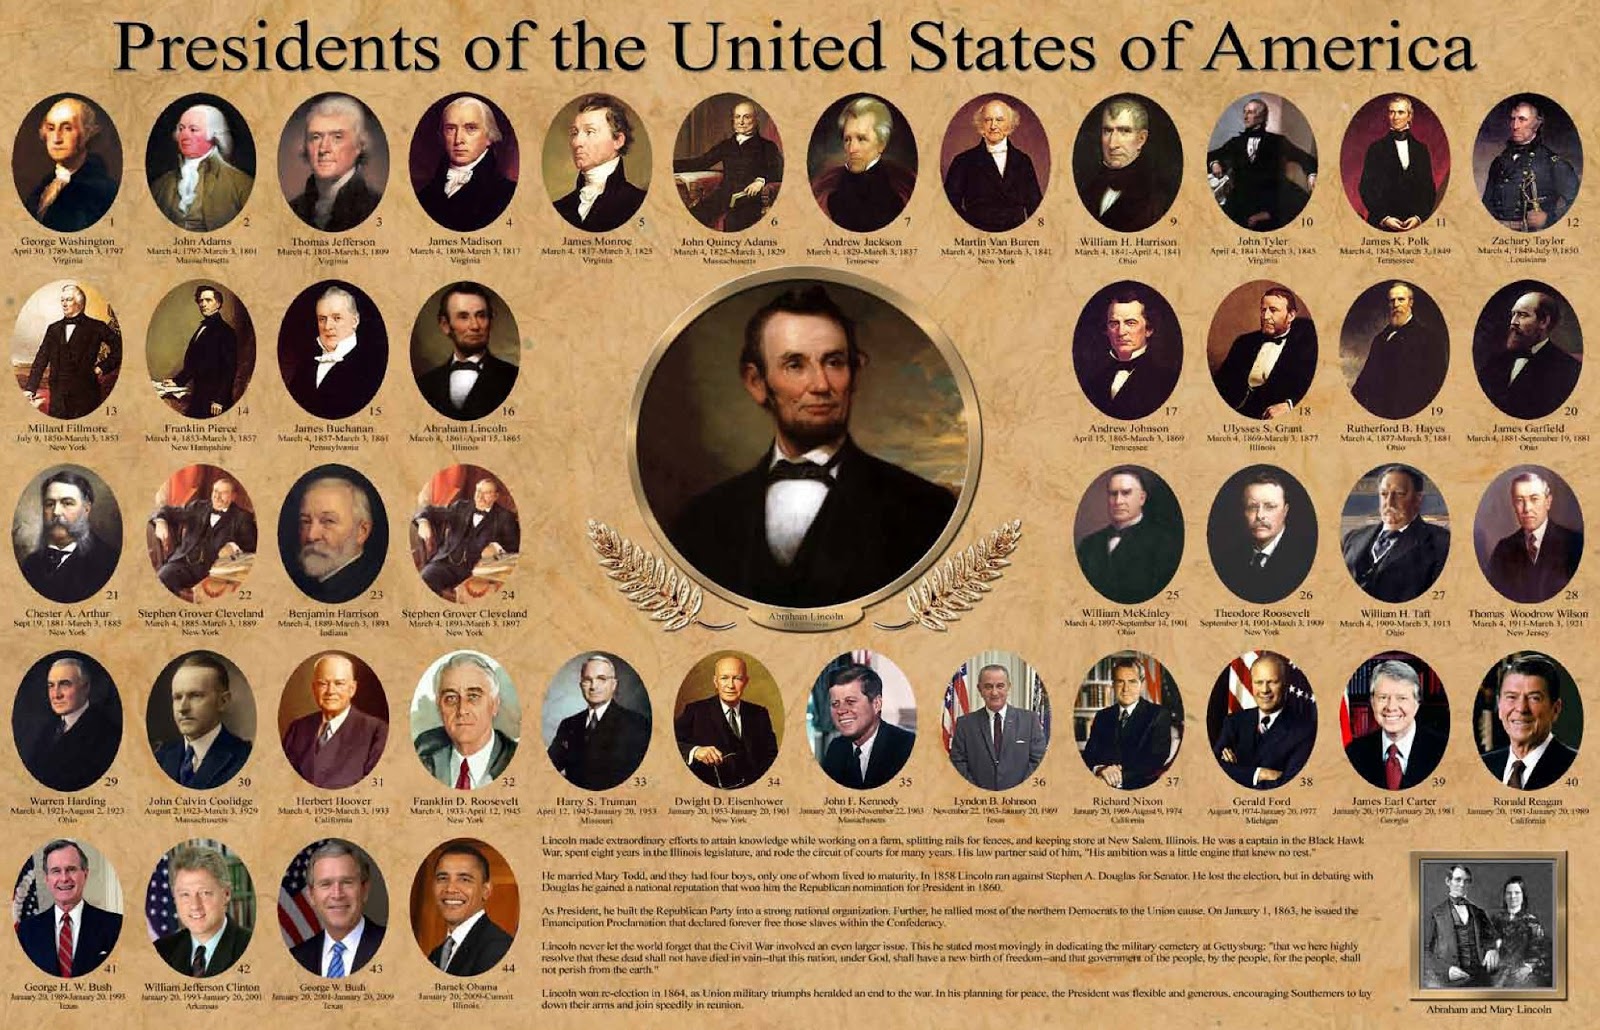 Presidents of the United States of America
1
George Washington
April 30, 1789-March 3, 1797
Virginia
2
John Adams
March 4, 1797-March 3, 1801
Massachusetts
3
Thomas Jefferson
March 4, 1801-March 3, 1809
Virginia
4
James Madison
March 4, 1809-March 3, 1817
Virginia
5
James Monroe
March 4, 1817-March 3, 1825
Virginia
6
John Quincy Adams
March 4, 1825-March 3, 1829
Massachusetts
7
Andrew Jackson
March 4, 1829-March 3, 1837
Tennesee
8
Martin Van Buren
March 4, 1837-March 3, 1841
New York
9
William H. Harrison
March 4, 1841-April 4, 1841
Ohio
10
John Tyler
April 4, 1841-March 3, 1845
Virginia
11
James K. Polk
March 4, 1845-March 3, 1849
Tennessee
12
Zachary Taylor
March 4, 1849-July 9, 1850
Louisiana
13
Millard Fillmore
July 9, 1850-March 3, 1853
New York
14
Franklin Pierce
March 4, 1853-March 3, 1857
New Hampshire
15
James Buchanan
March 4, 1857-March 3, 1861
Pennsylvania
16
Abraham Lincoln
March 4, 1861-April 15, 1865
Illinois
17
Andrew Johnson
April 15, 1865-March 3, 1869
Tennessee
18
Ulysses S. Grant
March 4, 1869-March 3, 1877
Illinois
19
Rutherford B. Hayes
March 4, 1877-March 3, 1881
Ohio
20
James Garfield
March 4, 1881-September 19, 1881
Ohio
21
Chester A. Arthur
Sept 19, 1881-March 3, 1885
New York
22
Stephen Grover Cleveland
March 4, 1885-March 3, 1889
New York
23
Benjamin Harrison
March 4, 1889-March 3, 1893
Indiana
24
Stephen Grover Cleveland
March 4, 1893-March 3, 1897
New York
Abraham Lincoln
25
William McKinley
March 4, 1897-September 14, 1901
Ohio
26
Theodore Roosevelt
September 14, 1901-March 3, 1909
New York
27
William H. Taft
March 4, 1909-March 3, 1913
Ohio
28
Thomas Woodrow Wilson
March 4, 1913-March 3, 1921
New Jersey
29
Warren Harding
March 4, 1921-August 2, 1923
Ohio
30
John Calvin Coolidge
August 2, 1923-March 3, 1929
Massachusetts
31
Herbert Hoover
March 4, 1929-March 3, 1933
California
32
Franklin D. Roosevelt
March 4, 1933-April 12, 1945
New York
33
Harry S. Truman
April 12, 1945-January 20, 1953
Missouri
34
Dwight D. Eisenhower
January 20, 1953-January 20, 1961
New York
35
John F. Kennedy
January 20, 1961-November 22, 1963
Massachusetts
36
Lyndon B. Johnson
November 22, 1963-January 20, 1969
Texas
37
Richard Nixon
January 20, 1969-August 9, 1974
California
38
Gerald Ford
August 9, 1974-January 20, 1977
Michigan
39
James Earl Carter
January 20, 1977-January 20, 1981
Georgia
40
Ronald Reagan
January 20, 1981-January 20, 1989
California
41
George H. W. Bush
January 20, 1989-January 20, 1993
Texas
42
William Jefferson Clinton
January 20, 1993-January 20, 2001
Arkansas
43
George W. Bush
January 20, 2001-January 20, 2009
Texas
44
Barack Obama
January 20, 2009-Current
Illinois
Lincoln made extraordinary efforts to attain knowledge while working on a farm, splitting rails for fences, and keeping store at New Salem, Illinois. He was a captain in the Black Hawk
War, spent eight years in the Illinois legislature, and rode the circuit of courts for many years. His law partner said of him, "His ambition was a little engine that knew no rest."
He married Mary Todd, and they had four boys, only one of whom lived to maturity. In 1858 Lincoln ran against Stephen A. Douglas for Senator. He lost the election, but in debating with
Douglas he gained a national reputation that won him the Republican nomination for President in 1860.
As President, he built the Republican Party into a strong national organization. Further, he rallied most of the northern Democrats to the Union cause. On January 1, 1863, he issued the
Emancipation Proclamation that declared forever free those slaves within the Confederacy.
Lincoln never let the world forget that the Civil War involved an even larger issue. This he stated most movingly in dedicating the military cemetery at Gettysburg: "that we here highly
resolve that these dead shall not have died in vain--that this nation, under God, shall have a new birth of freedom--and that government of the people, by the people, for the people, shall
not perish from the earth."
Lincoln won re-election in 1864, as Union military triumphs heralded an end to the war. In his planning for peace, the President was flexible and generous, encouraging Southerners to lay
down their arms and join speedily in reunion.
Abraham and Mary Lincoln